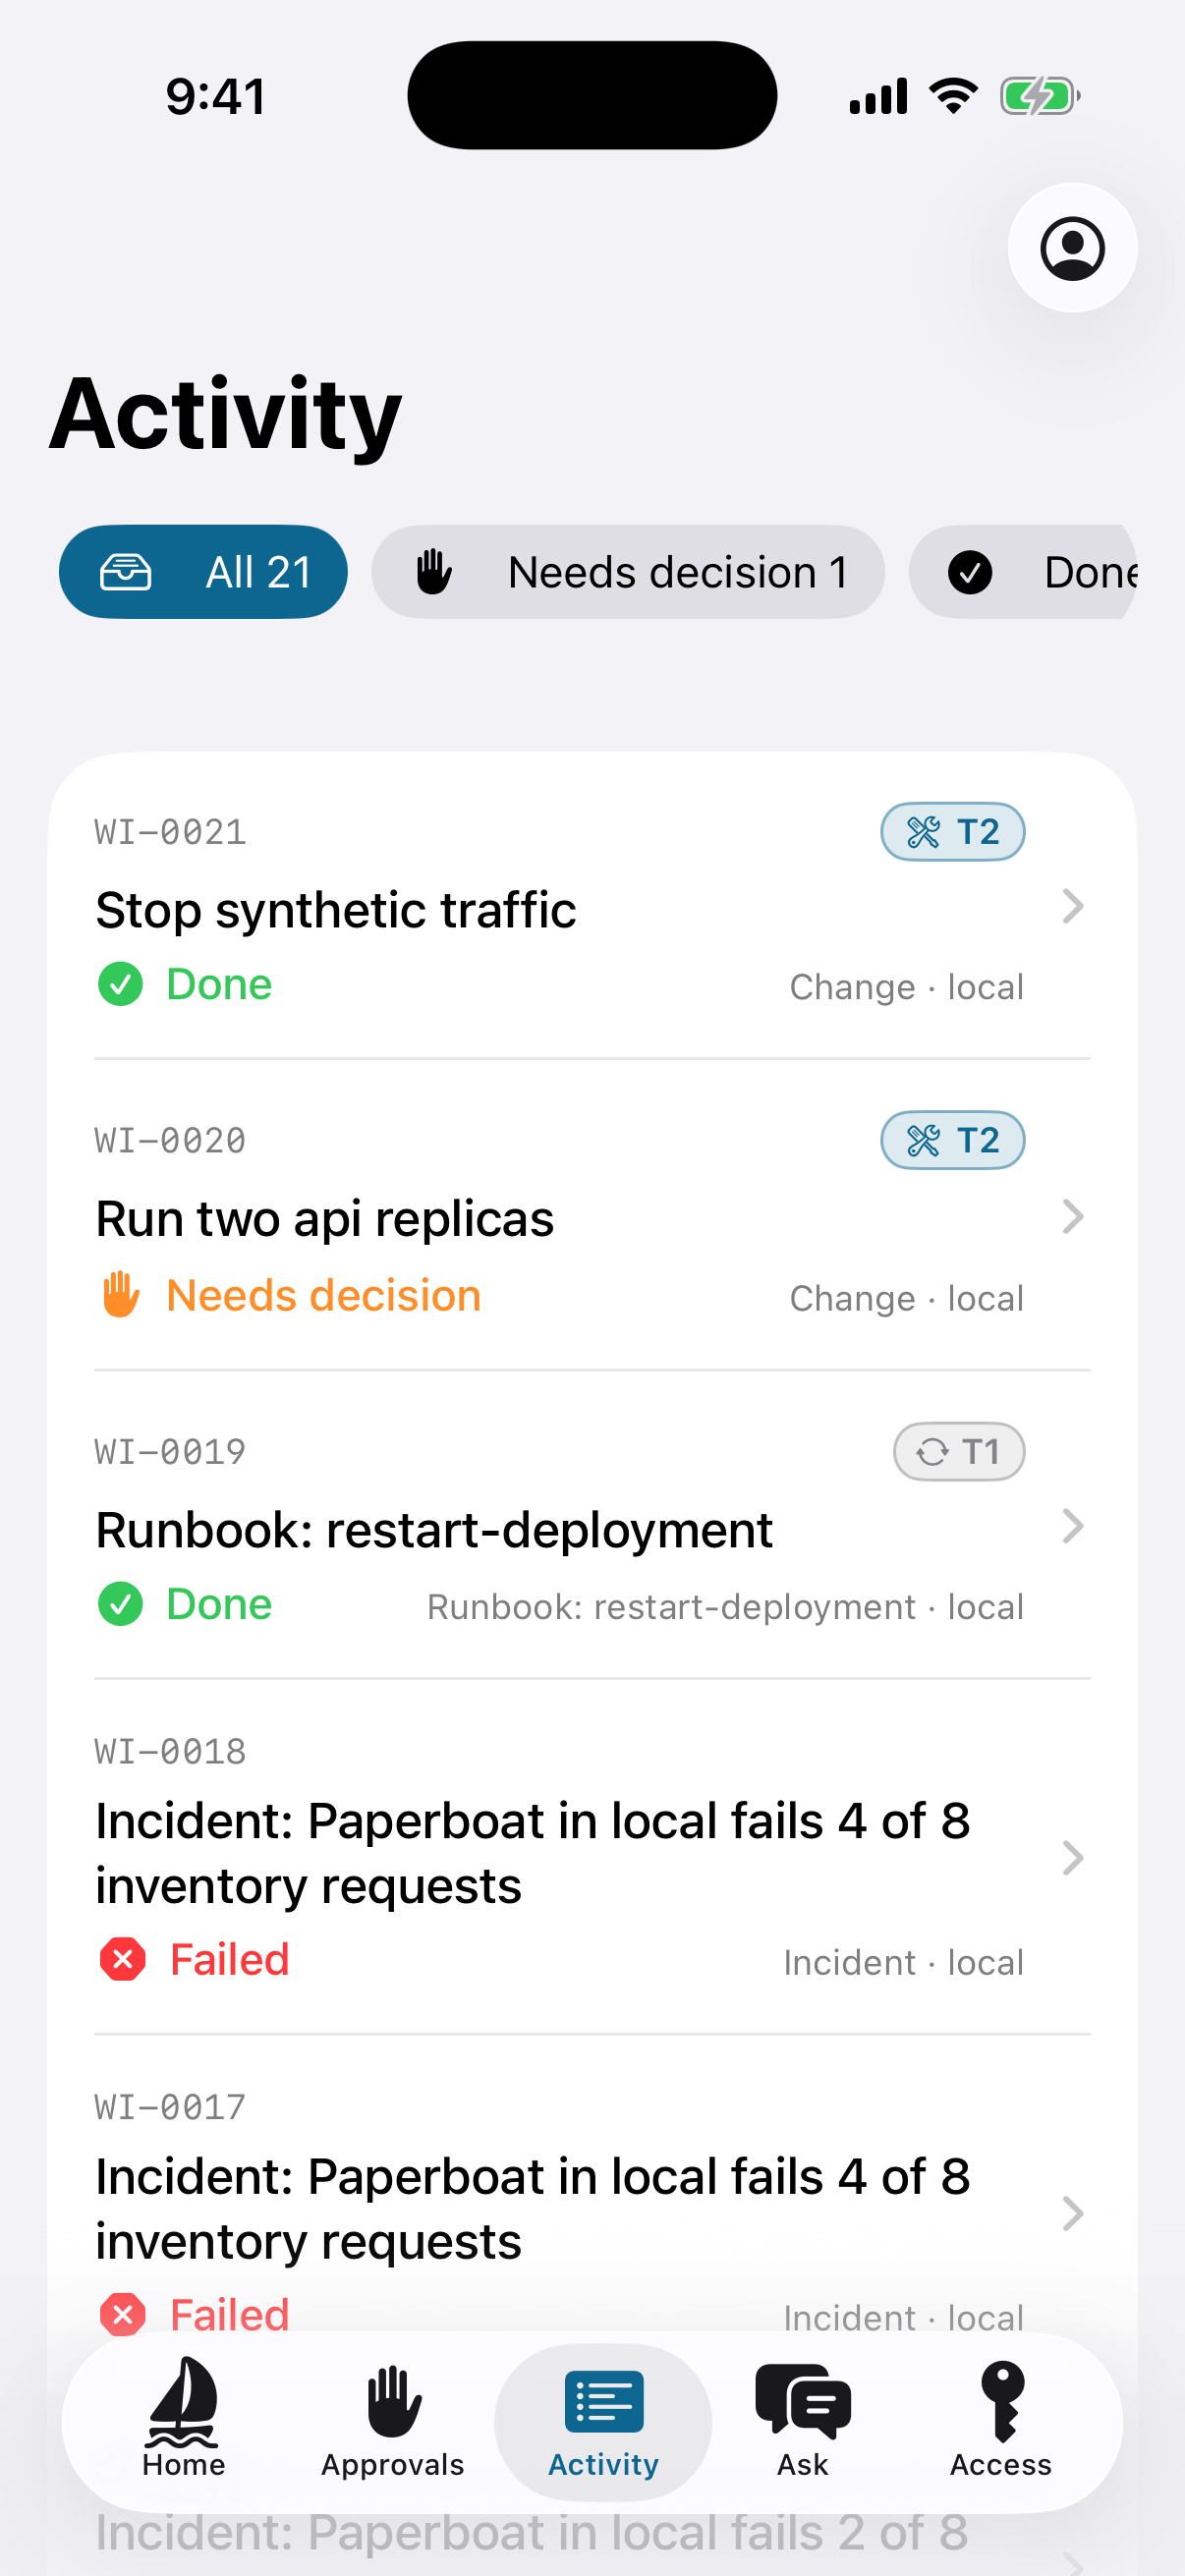 9:41
Activity
All 21
Needs decision 1
Done
WI-0021
T2
Stop synthetic traffic
Done
Change · local
WI-0020
T2
Run two api replicas
Needs decision
Change · local
WI-0019
T1
Runbook: restart-deployment
Done
Runbook: restart-deployment · local
WI-0018
Incident: Paperboat in local fails 4 of 8
inventory requests
Failed
Incident · local
WI-0017
Incident: Paperboat in local fails 4 of 8
inventory requests
Failed
Incident · local
Home
Approvals
Activity
Ask
Access
Incident: Paperboat in local fails 2 of 8